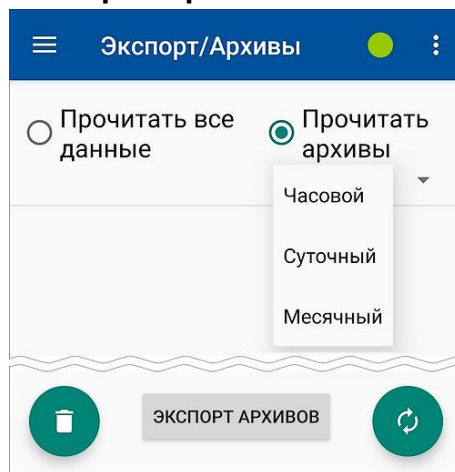 Экспорт/Архивы
Прочитать все
данные
Прочитать
архивы
Часовой
Суточный
Месячный
ЭКСПОРТ АРХИВОВ